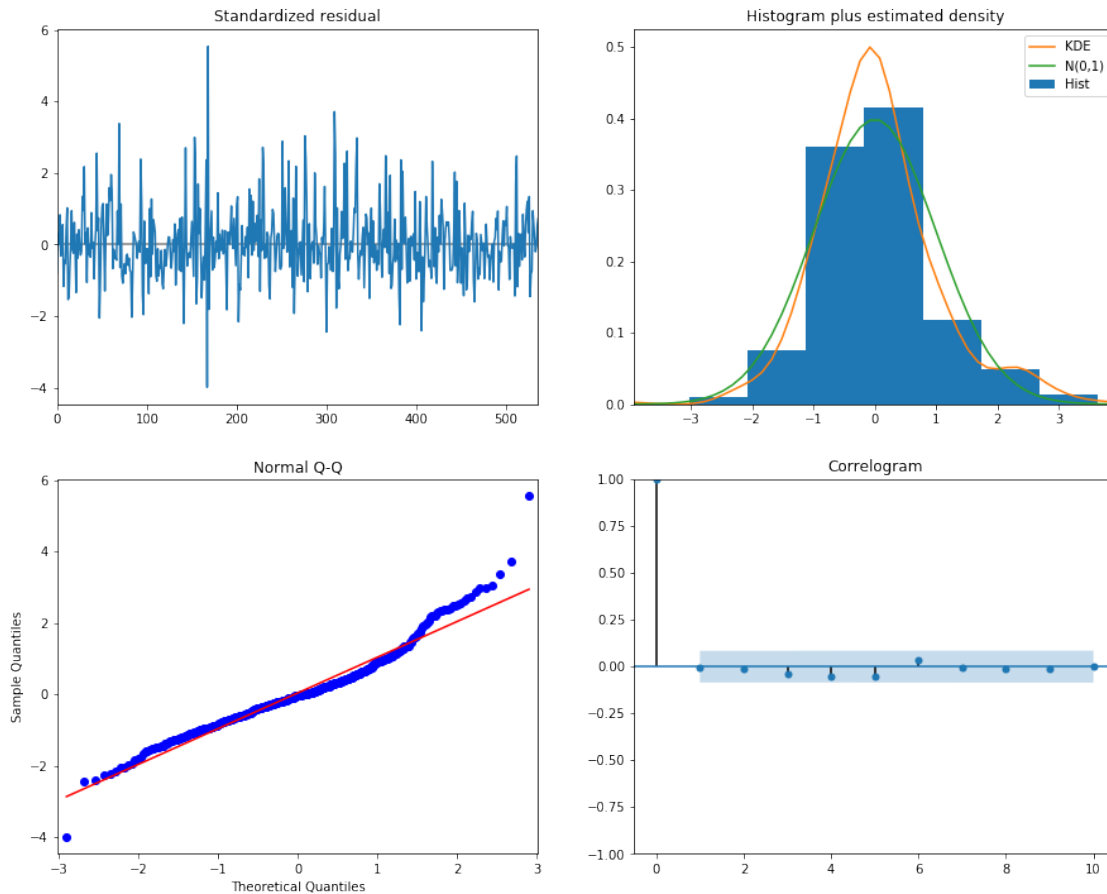 Standardized residual
6
4
2
0
−2
−4
0 100 200 300 400 500
Histogram plus estimated density
KDE
N(0,1)
Hist
0.5
0.4
0.3
0.2
0.1
0.0
−3 −2 −1 0 1 2 3
Normal Q-Q
Sample Quantiles
6
4
2
0
−2
−4
−3 −2 −1 0 1 2 3
Theoretical Quantiles
Correlogram
1.00
0.75
0.50
0.25
0.00
−0.25
−0.50
−0.75
−1.00
0 2 4 6 8 10